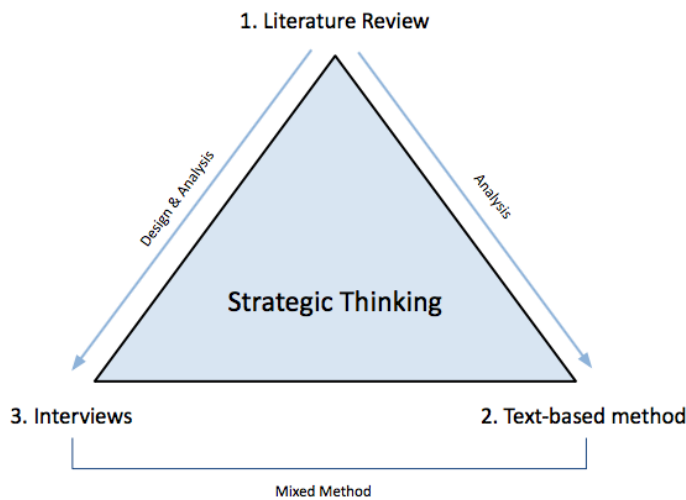 1. Literature Review
Design & Analysis
Analysis
Strategic Thinking
3. Interviews
2. Text-based method
Mixed Method